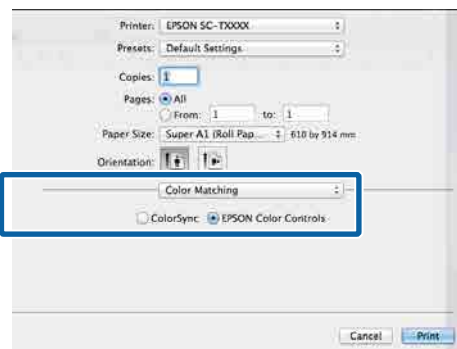 Printer: EPSON SC-TXXXX
Presets: Default Settings
Copies: 1
Pages: All
From: 1 to: 1
Paper Size: Super A1 (Roll Pap... 610 by 914 mm
Orientation:
Color Matching
ColorSync EPSON Color Controls
Cancel Print